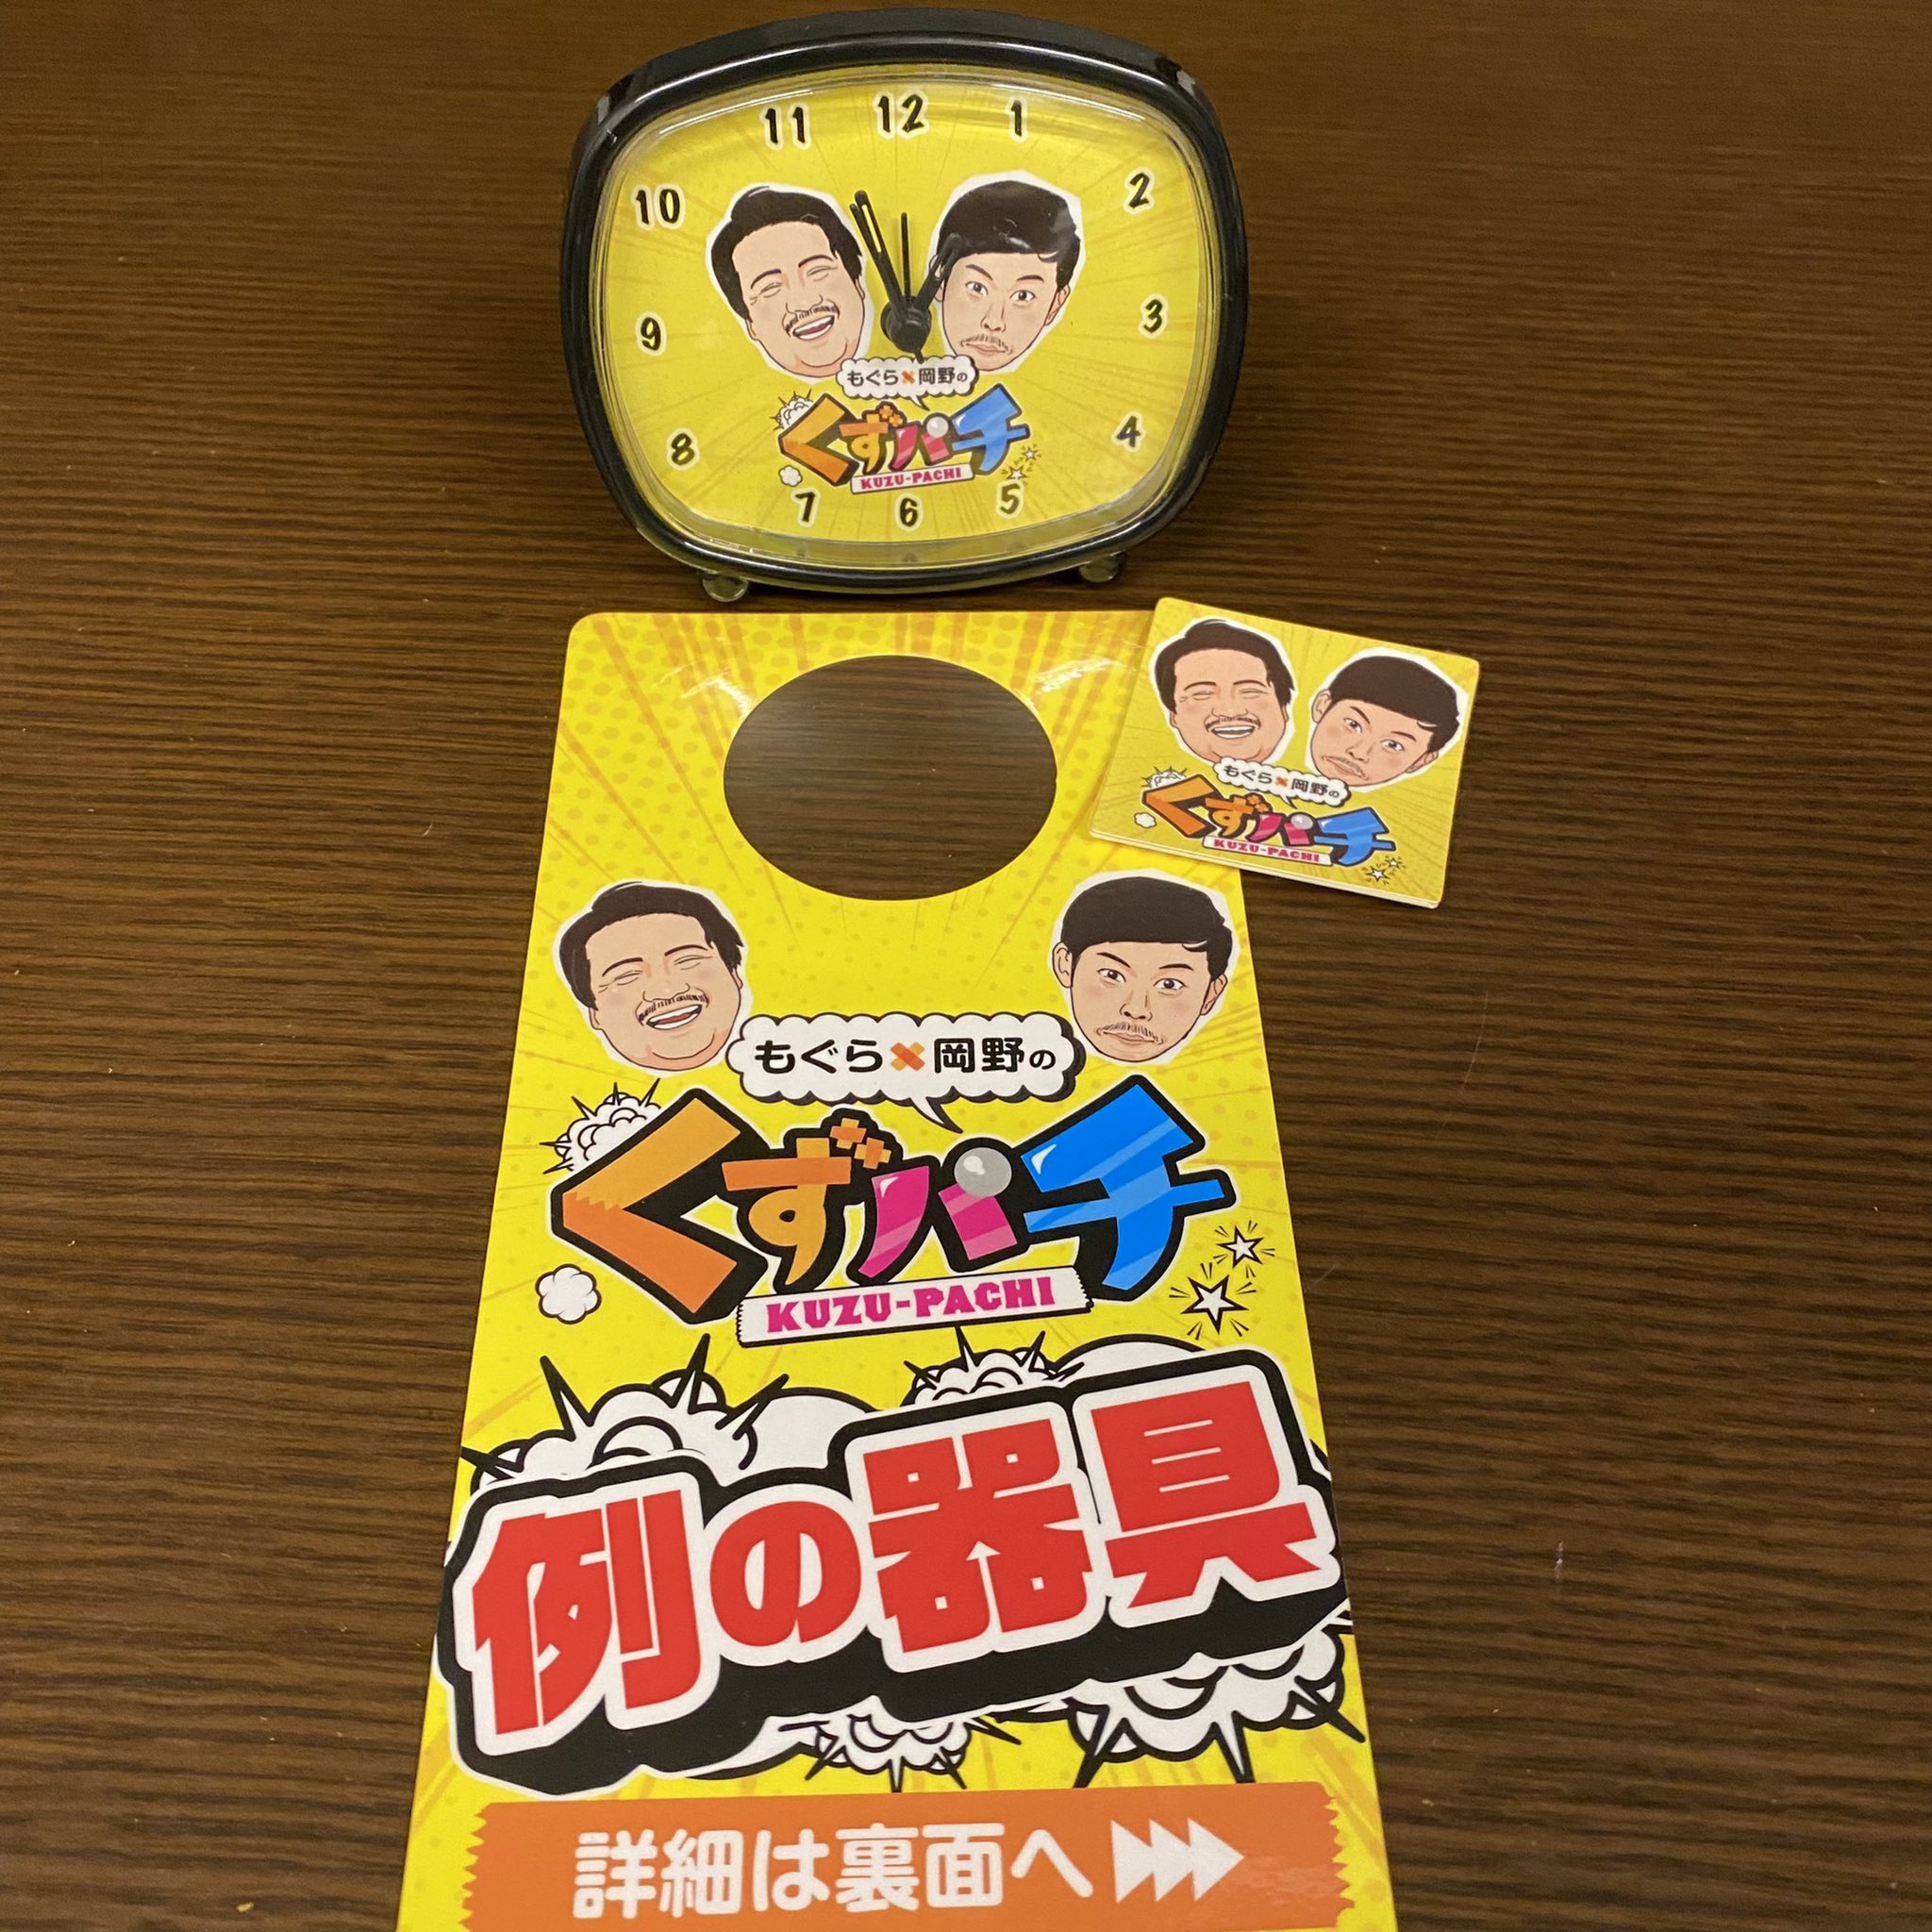 11 12 1
10 2
9 3
8 4
7 6 5
もぐら×岡野の
くずパチ
KUZU-PACHI
もぐら×岡野の
くずパチ
KUZU-PACHI
もぐら×岡野の
くずパチ
KUZU-PACHI
例の器具
詳細は裏面へ